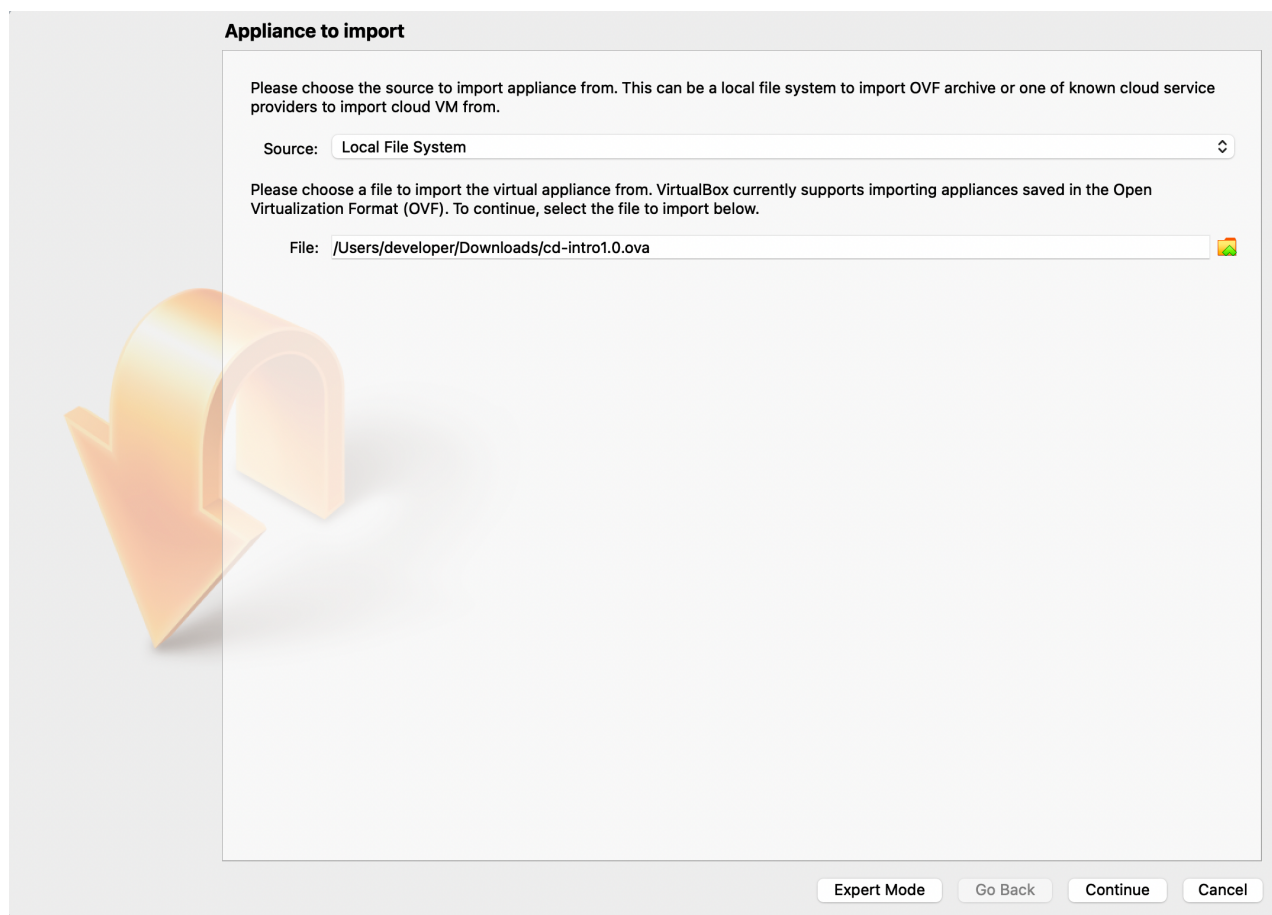 Appliance to import
Please choose the source to import appliance from. This can be a local file system to import OVF archive or one of known cloud service
providers to import cloud VM from.
Source: Local File System
Please choose a file to import the virtual appliance from. VirtualBox currently supports importing appliances saved in the Open
Virtualization Format (OVF). To continue, select the file to import below.
File: /Users/developer/Downloads/cd-intro1.0.ova
Expert Mode Go Back Continue Cancel